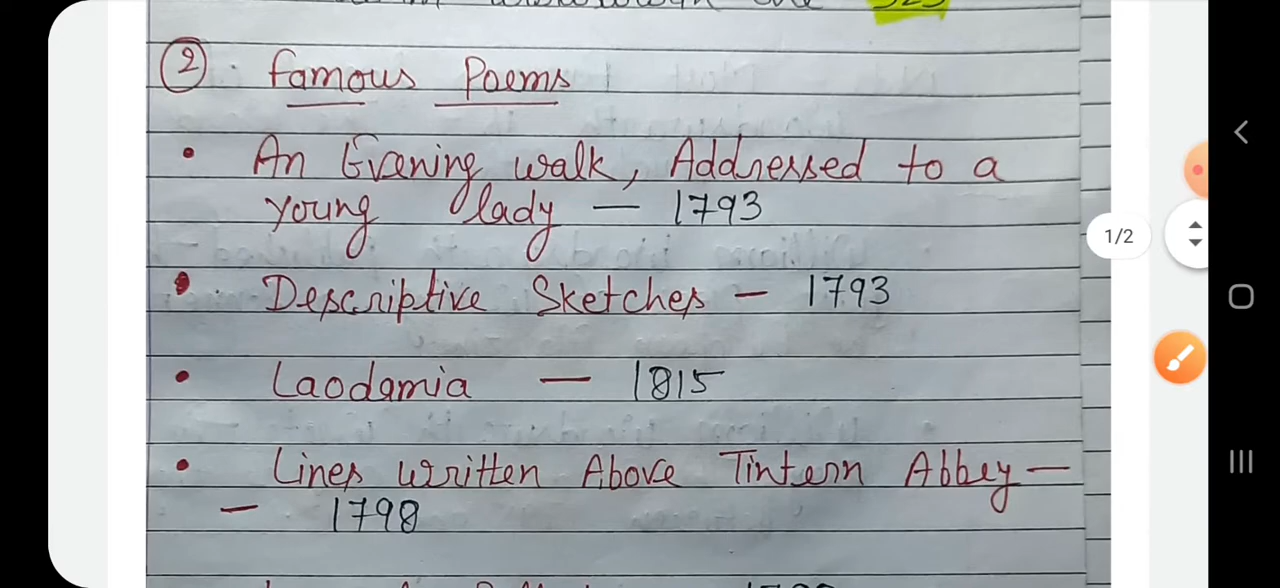 523
② . Famous Poems
• An Evening Walk, Addressed to a
young lady — 1793
• Descriptive Sketches — 1793
• Laodamia — 1815
• Lines Written Above Tintern Abbey —
— 1798
1/2